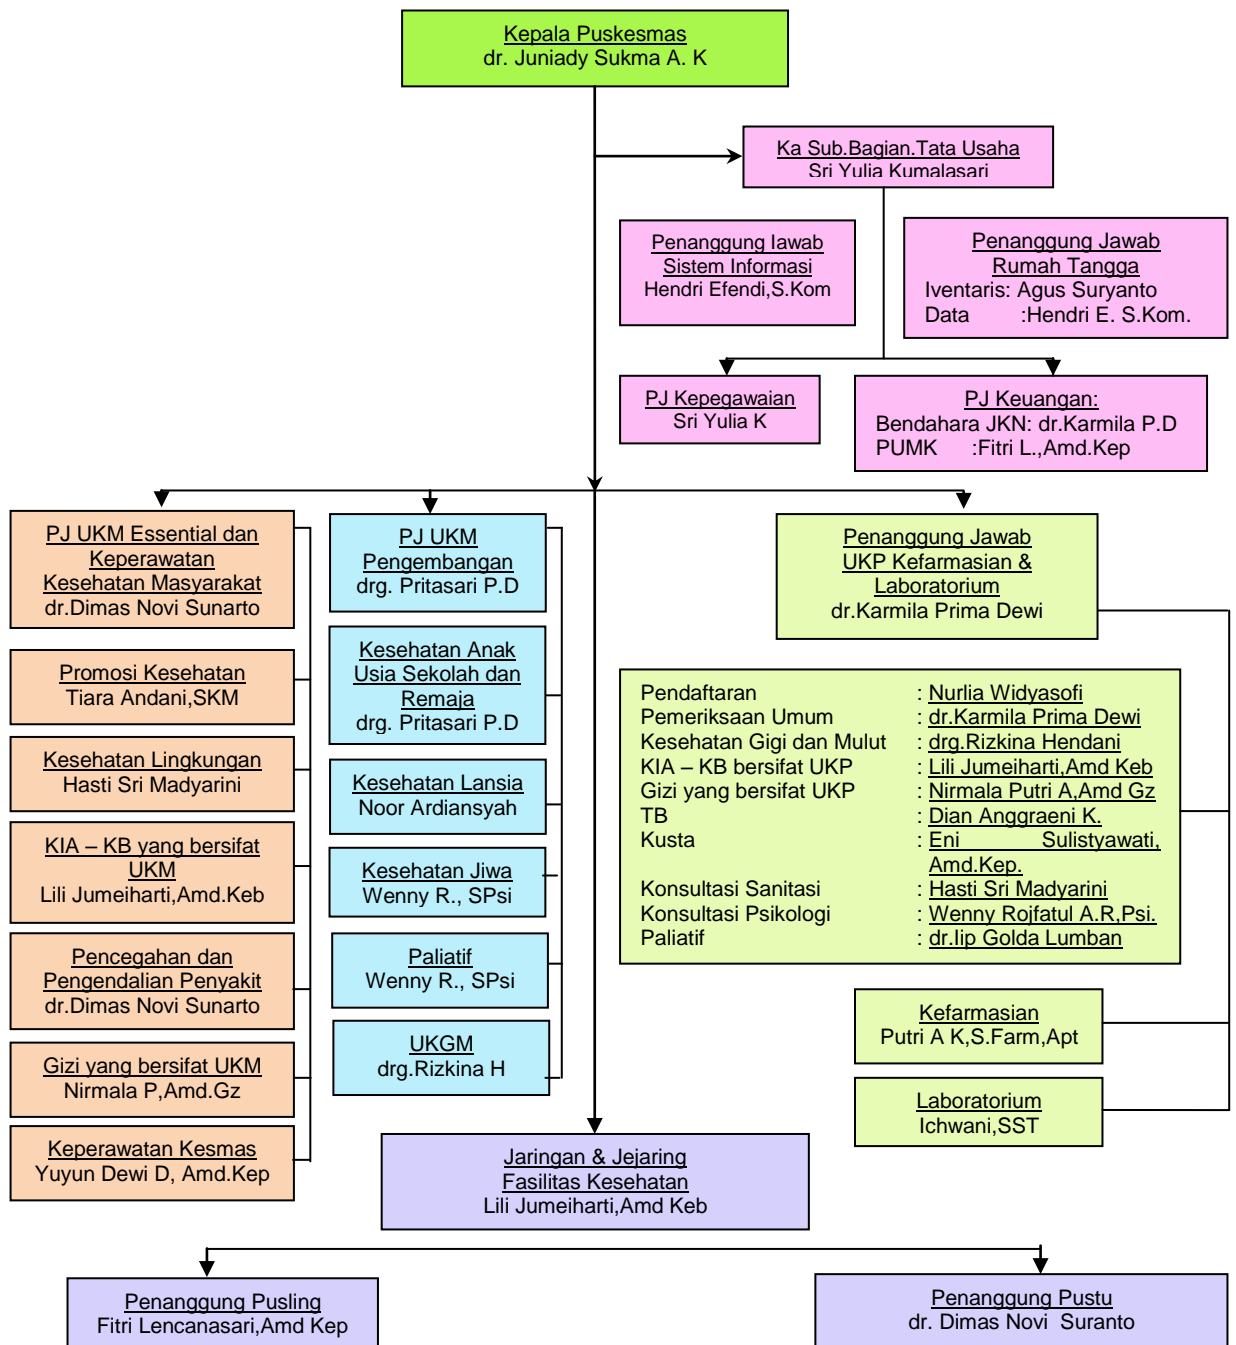 Kepala Puskesmas
dr. Juniady Sukma A. K
Ka Sub.Bagian.Tata Usaha
Sri Yulia Kumalasari
Penanggung Iawab
Sistem Informasi
Hendri Efendi,S.Kom
Penanggung Jawab
Rumah Tangga
Iventaris: Agus Suryanto
Data :Hendri E. S.Kom.
PJ Kepegawaian
Sri Yulia K
PJ Keuangan:
Bendahara JKN: dr.Karmila P.D
PUMK :Fitri L.,Amd.Kep
PJ UKM Essential dan
Keperawatan
Kesehatan Masyarakat
dr.Dimas Novi Sunarto
Promosi Kesehatan
Tiara Andani,SKM
Kesehatan Lingkungan
Hasti Sri Madyarini
KIA – KB yang bersifat
UKM
Lili Jumeiharti,Amd.Keb
Pencegahan dan
Pengendalian Penyakit
dr.Dimas Novi Sunarto
Gizi yang bersifat UKM
Nirmala P,Amd.Gz
Keperawatan Kesmas
Yuyun Dewi D, Amd.Kep
PJ UKM
Pengembangan
drg. Pritasari P.D
Kesehatan Anak
Usia Sekolah dan
Remaja
drg. Pritasari P.D
Kesehatan Lansia
Noor Ardiansyah
Kesehatan Jiwa
Wenny R., SPsi
Paliatif
Wenny R., SPsi
UKGM
drg.Rizkina H
Penanggung Jawab
UKP Kefarmasian &
Laboratorium
dr.Karmila Prima Dewi
Pendaftaran : Nurlia Widyasofi
Pemeriksaan Umum : dr.Karmila Prima Dewi
Kesehatan Gigi dan Mulut : drg.Rizkina Hendani
KIA – KB bersifat UKP : Lili Jumeiharti,Amd Keb
Gizi yang bersifat UKP : Nirmala Putri A,Amd Gz
TB : Dian Anggraeni K.
Kusta : Eni Sulistyawati,
Amd.Kep.
Konsultasi Sanitasi : Hasti Sri Madyarini
Konsultasi Psikologi : Wenny Rojfatul A.R,Psi.
Paliatif : dr.Iip Golda Lumban
Kefarmasian
Putri A K,S.Farm,Apt
Laboratorium
Ichwani,SST
Jaringan & Jejaring
Fasilitas Kesehatan
Lili Jumeiharti,Amd Keb
Penanggung Pusling
Fitri Lencanasari,Amd Kep
Penanggung Pustu
dr. Dimas Novi Suranto